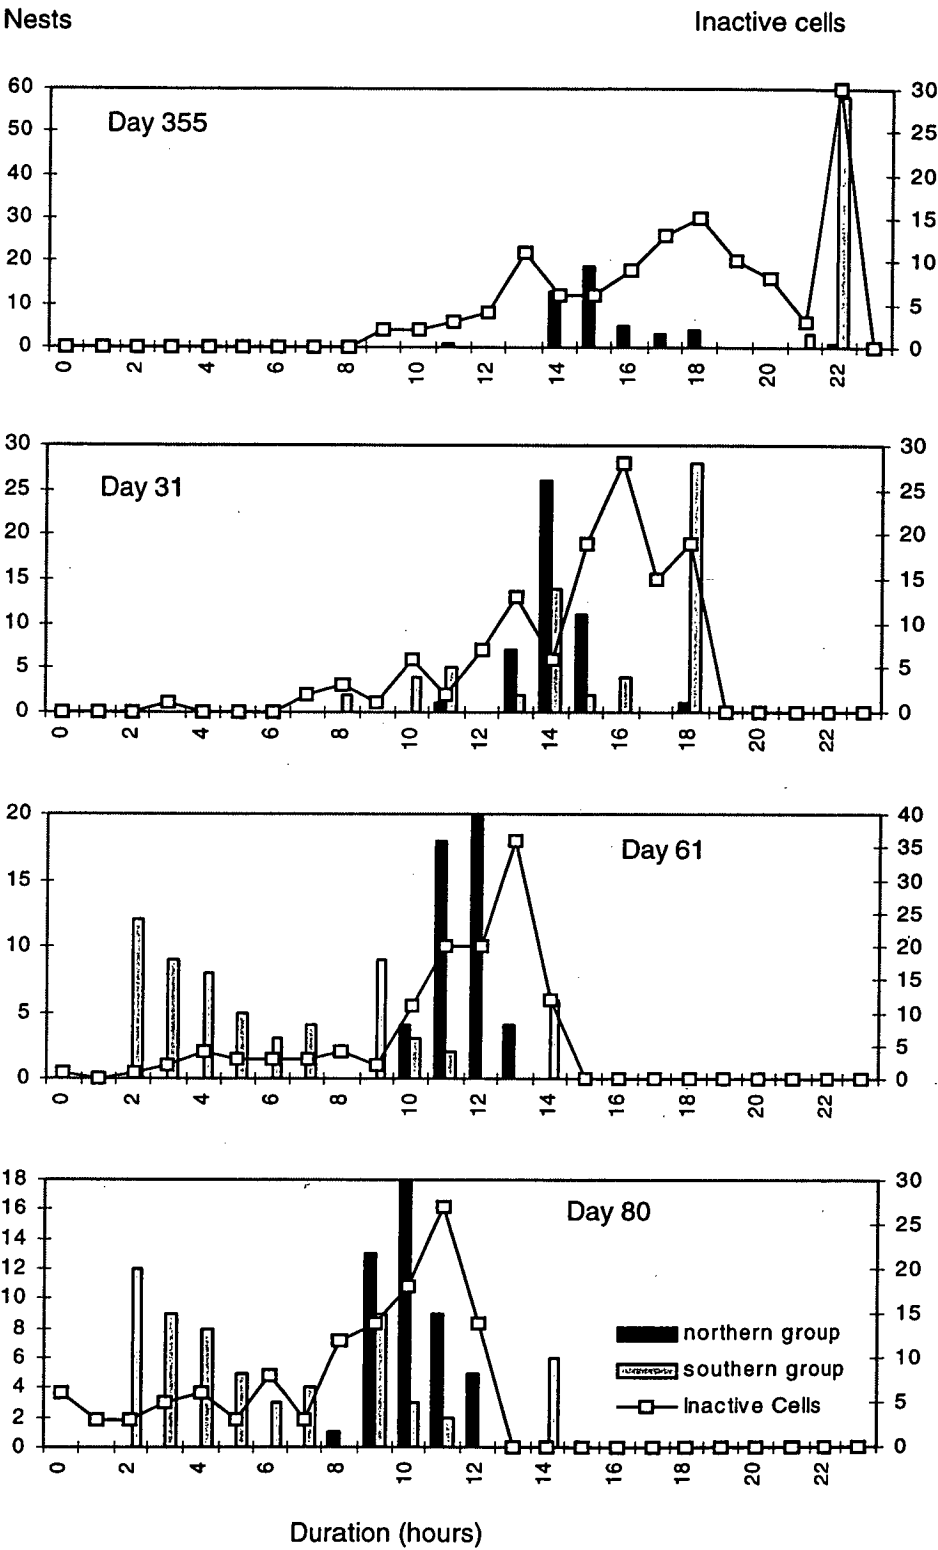 Nests Inactive cells
Day 355
60 50 40 30 20 10 0
30 25 20 15 10 5 0
0 2 4 6 8 10 12 14 16 18 20 22
Day 31
30 25 20 15 10 5 0
30 25 20 15 10 5 0
0 2 4 6 8 10 12 14 16 18 20 22
Day 61
20 15 10 5 0
40 35 30 25 20 15 10 5 0
0 2 4 6 8 10 12 14 16 18 20 22
Day 80
18 16 14 12 10 8 6 4 2 0
30 25 20 15 10 5 0
northern group
southern group
Inactive Cells
0 2 4 6 8 10 12 14 16 18 20 22
Duration (hours)